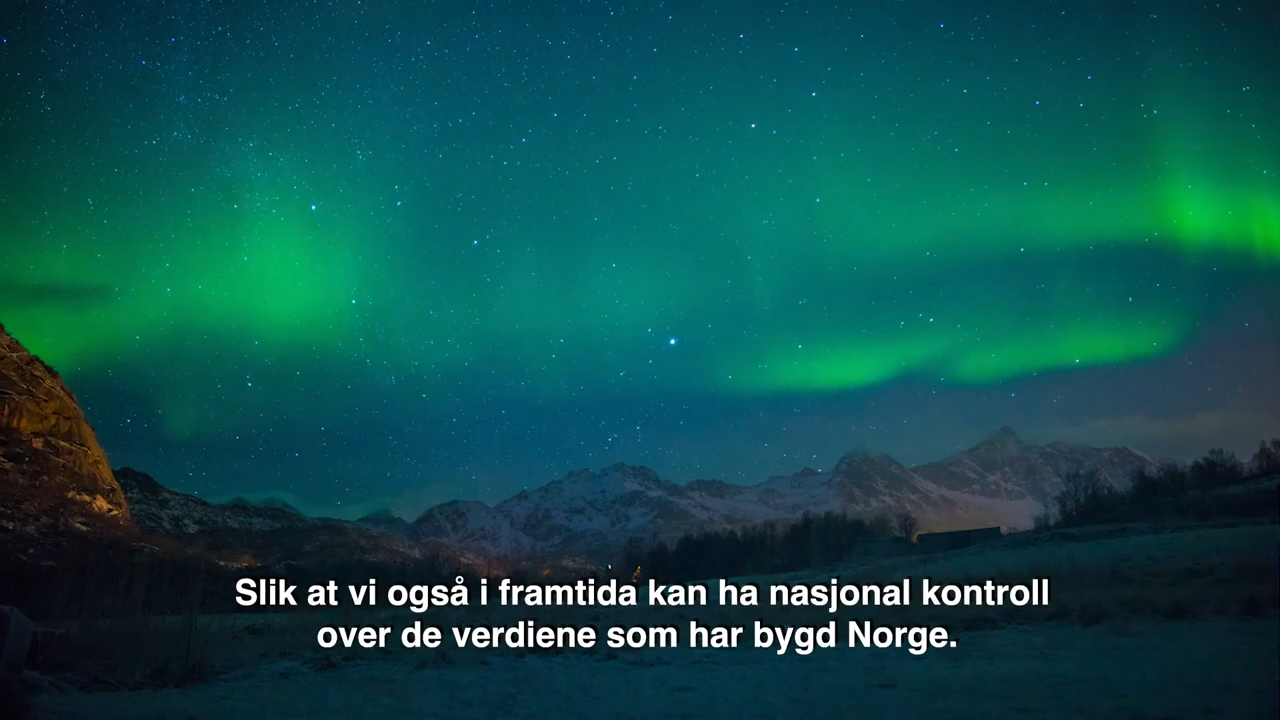 Slik at vi også i framtida kan ha nasjonal kontroll
over de verdiene som har bygd Norge.